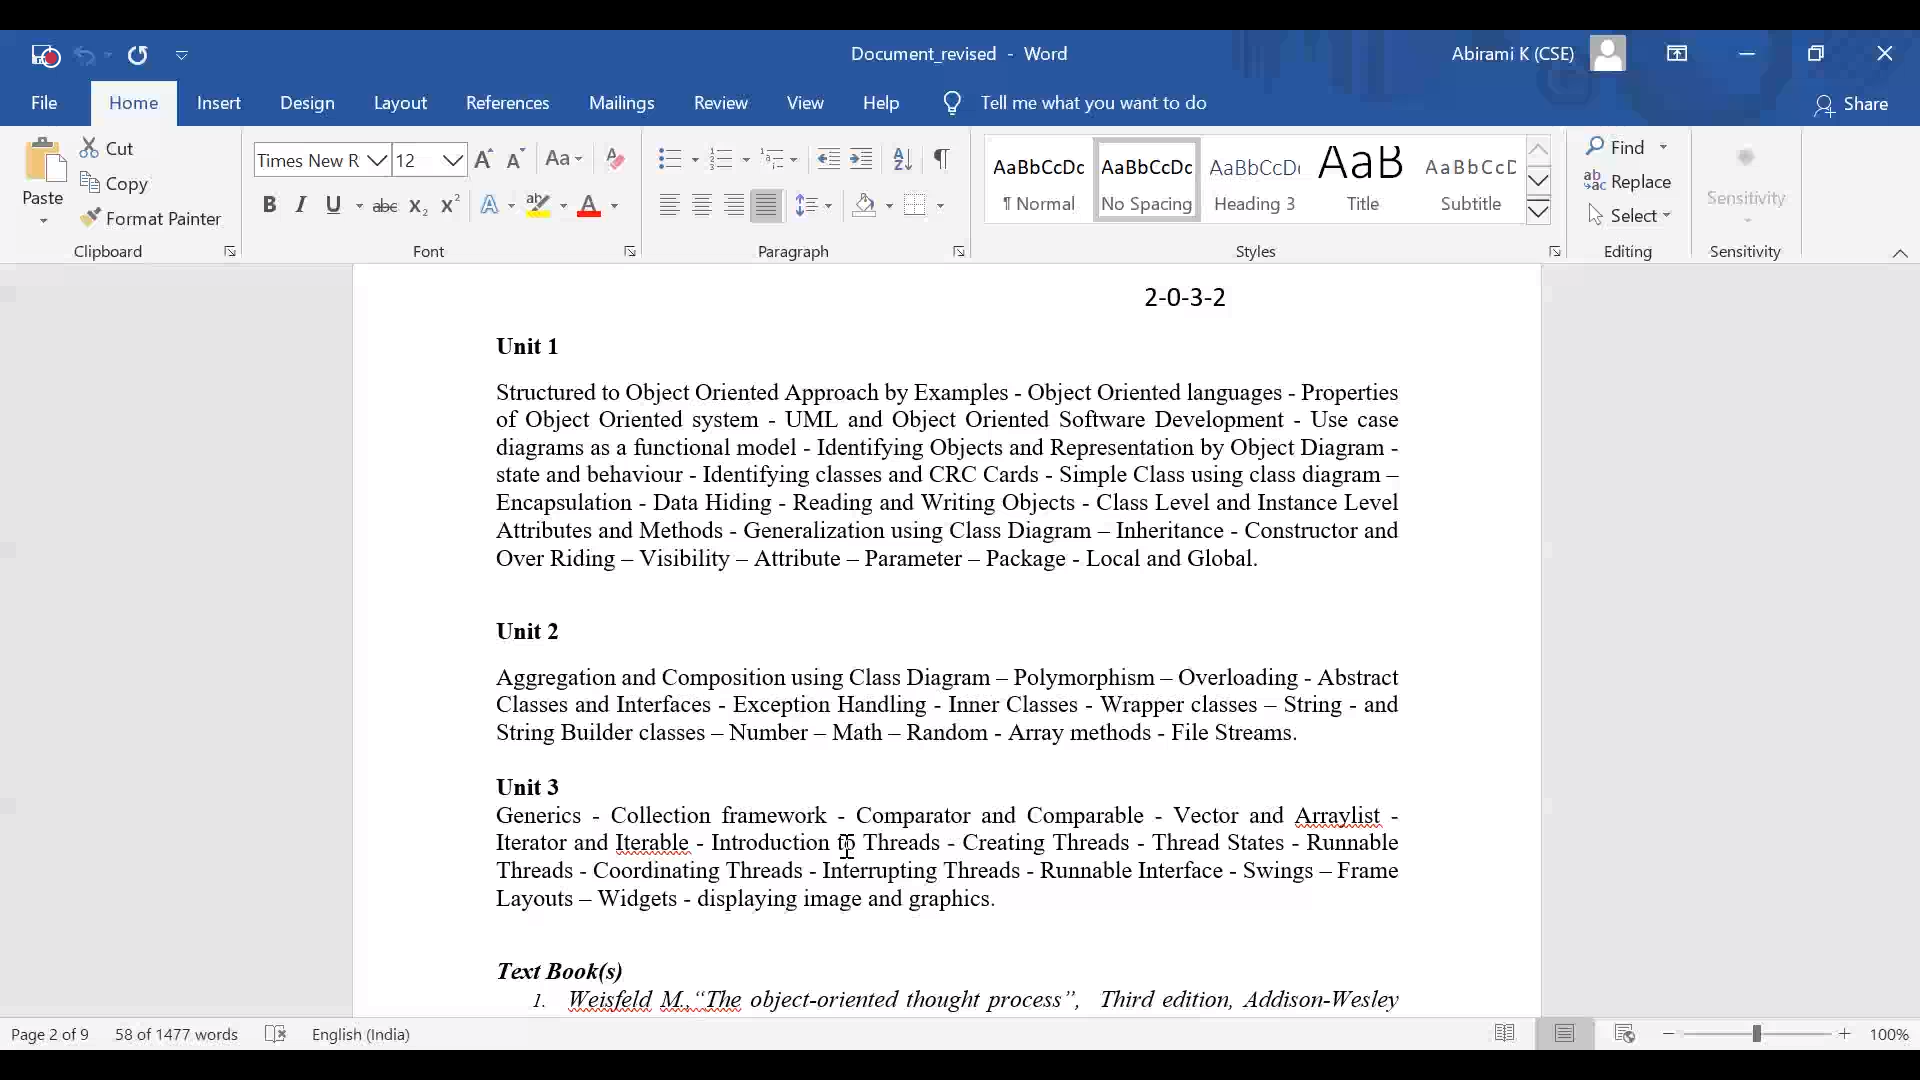 Document_revised - Word
Abirami K (CSE)
File Home Insert Design Layout References Mailings Review View Help Tell me what you want to do Share
Paste
Cut
Copy
Format Painter
Clipboard
Times New R 12
Aa
B I U abc X2 X2 A A
Font
Paragraph
AaBbCcDc AaBbCcDc AaBbCcDc AaB AaBbCcD
¶ Normal No Spacing Heading 3 Title Subtitle
Styles
Find
Replace
Select
Editing
Sensitivity
Sensitivity
2-0-3-2
Unit 1
Structured to Object Oriented Approach by Examples - Object Oriented languages - Properties
of Object Oriented system - UML and Object Oriented Software Development - Use case
diagrams as a functional model - Identifying Objects and Representation by Object Diagram -
state and behaviour - Identifying classes and CRC Cards - Simple Class using class diagram –
Encapsulation - Data Hiding - Reading and Writing Objects - Class Level and Instance Level
Attributes and Methods - Generalization using Class Diagram – Inheritance - Constructor and
Over Riding – Visibility – Attribute – Parameter – Package - Local and Global.
Unit 2
Aggregation and Composition using Class Diagram – Polymorphism – Overloading - Abstract
Classes and Interfaces - Exception Handling - Inner Classes - Wrapper classes – String - and
String Builder classes – Number – Math – Random - Array methods - File Streams.
Unit 3
Generics - Collection framework - Comparator and Comparable - Vector and Arraylist -
Iterator and Iterable - Introduction to Threads - Creating Threads - Thread States - Runnable
Threads - Coordinating Threads - Interrupting Threads - Runnable Interface - Swings – Frame
Layouts – Widgets - displaying image and graphics.
Text Book(s)
1. Weisfeld M.,“The object-oriented thought process”, Third edition, Addison-Wesley
Page 2 of 9 58 of 1477 words English (India) 100%